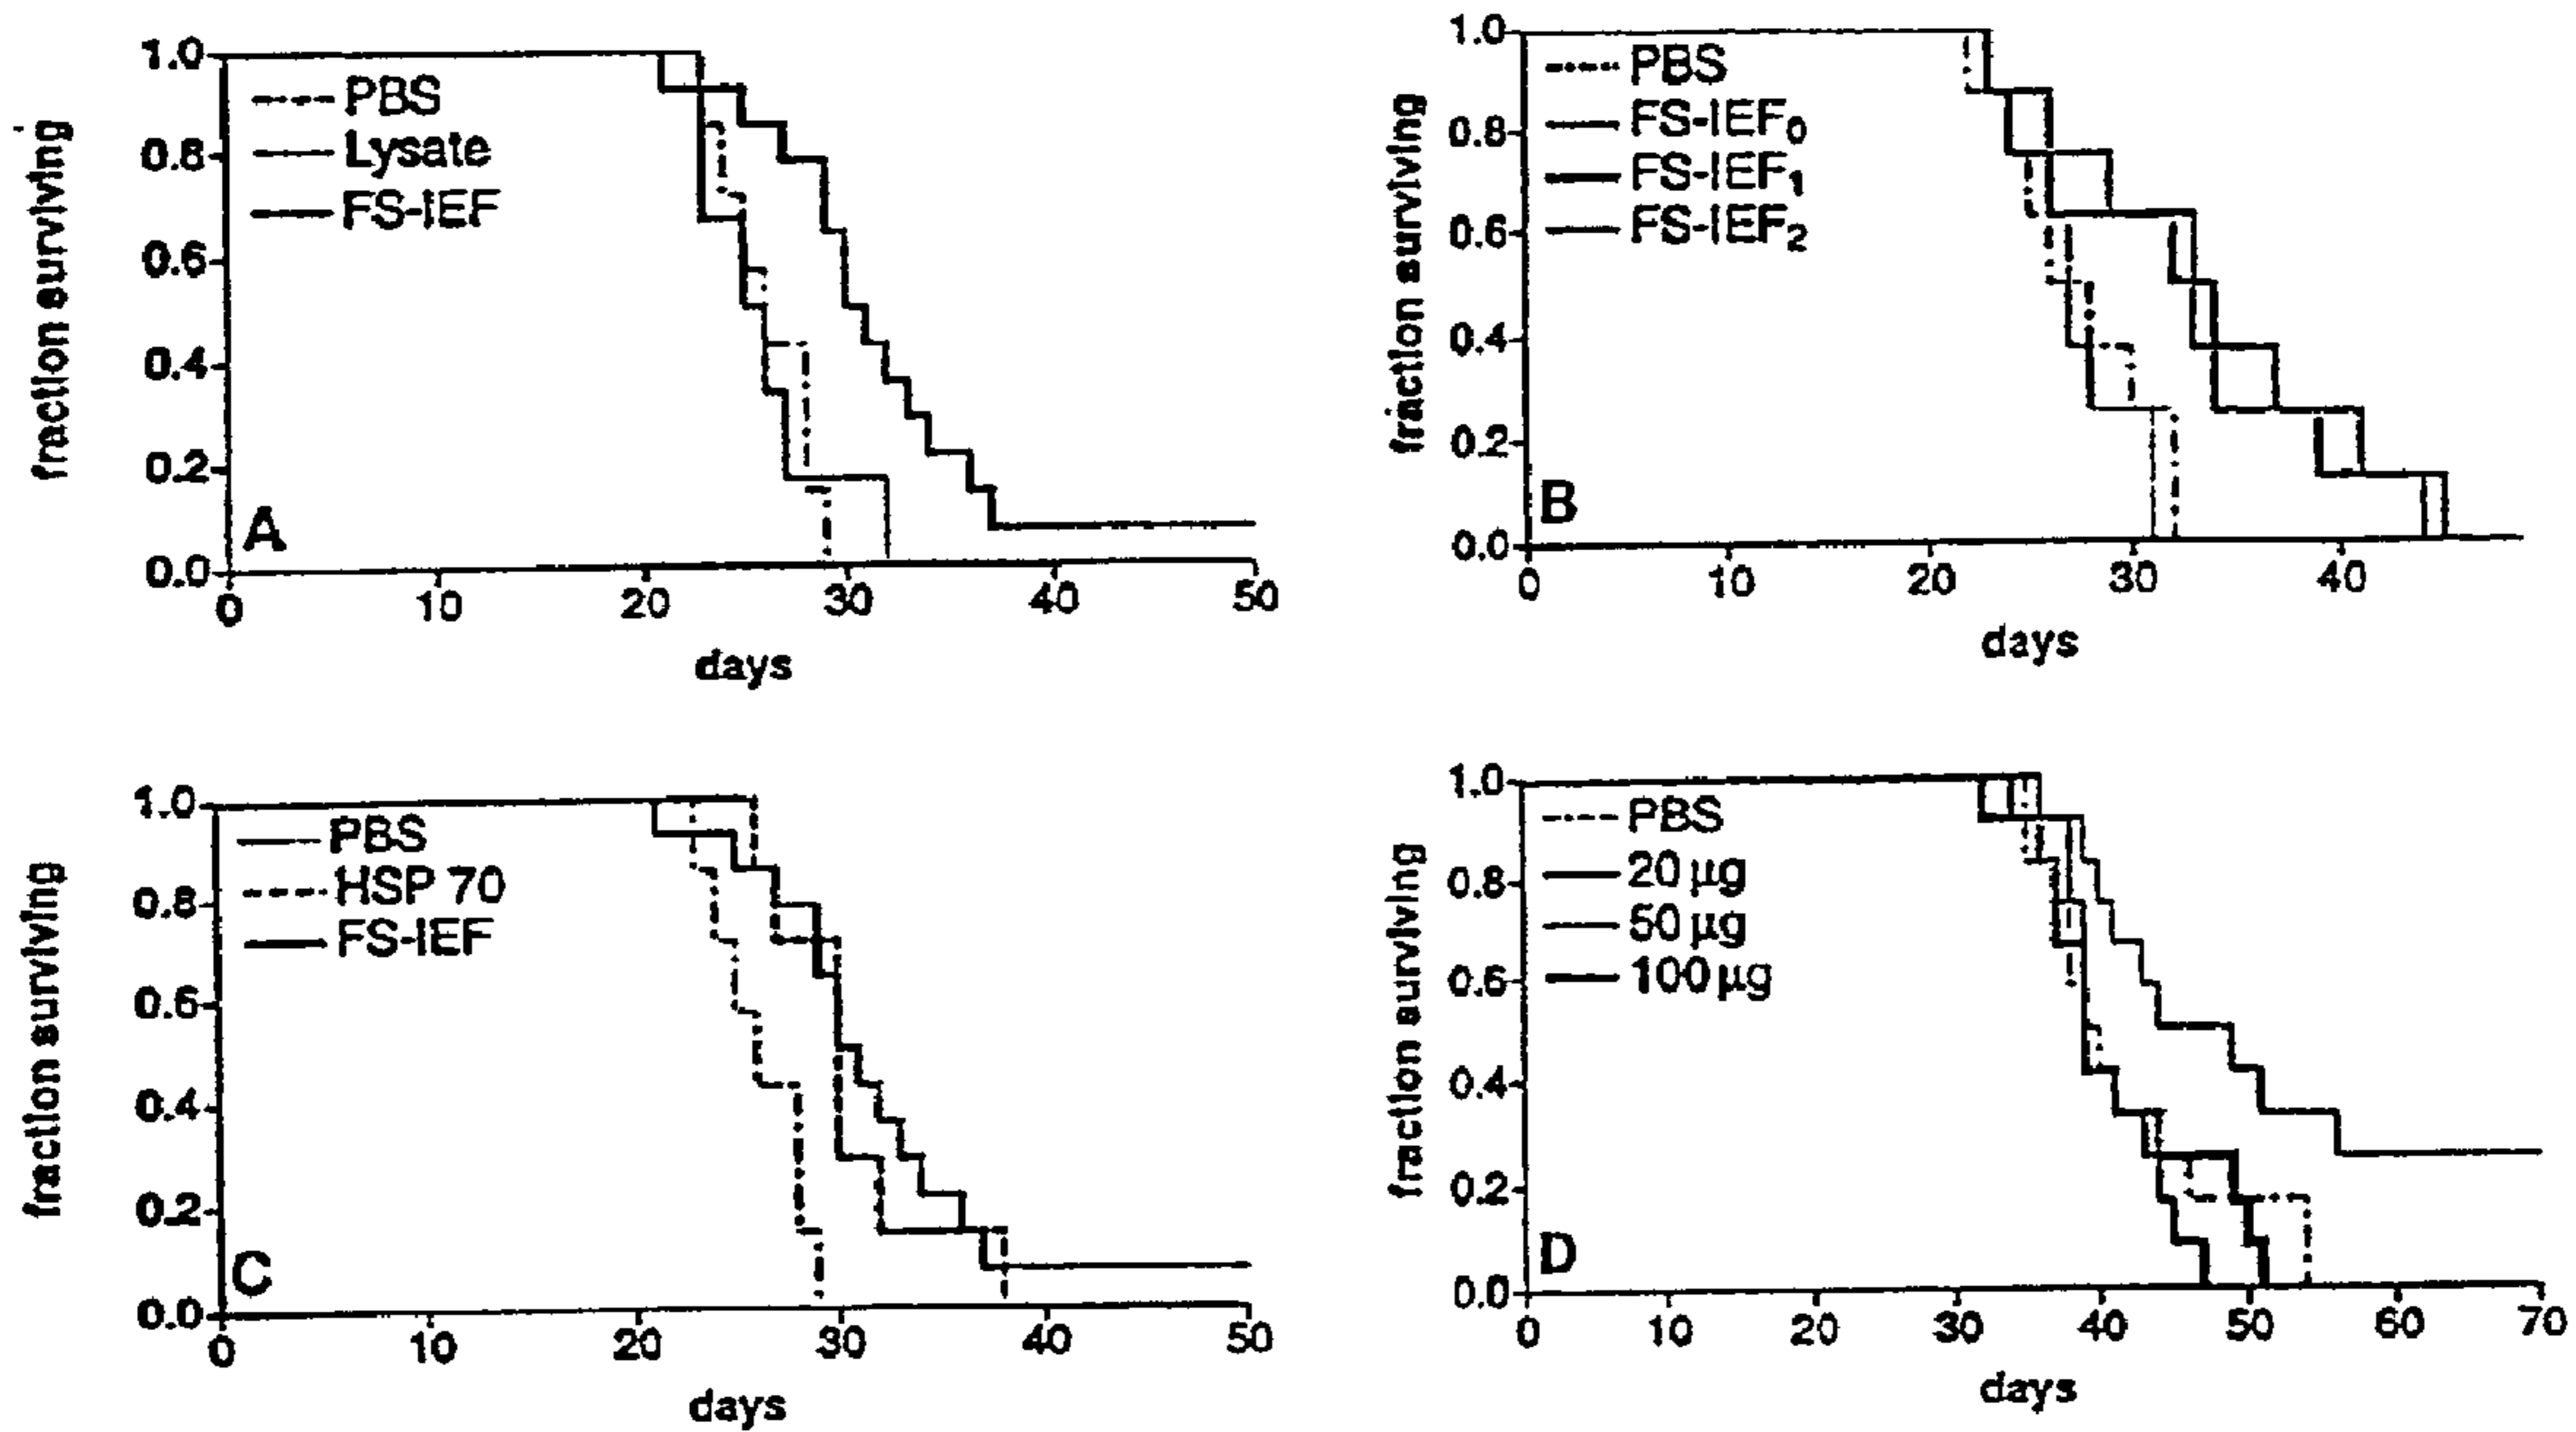 fraction surviving
1.0
0.8
0.6
0.4
0.2
0.0
PBS
Lysate
FS-IEF
A
0 10 20 30 40 50
days
fraction surviving
1.0
0.8
0.6
0.4
0.2
0.0
PBS
FS-IEF₀
FS-IEF₁
FS-IEF₂
B
0 10 20 30 40
days
fraction surviving
1.0
0.8
0.6
0.4
0.2
0.0
PBS
HSP 70
FS-IEF
C
0 10 20 30 40 50
days
fraction surviving
1.0
0.8
0.6
0.4
0.2
0.0
PBS
20 µg
50 µg
100 µg
D
0 10 20 30 40 50 60 70
days